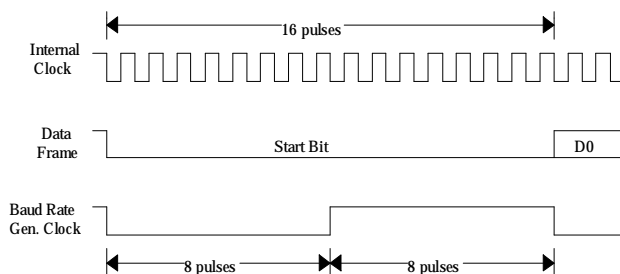 16 pulses
Internal
Clock
Data
Frame
Start Bit
D0
Baud Rate
Gen. Clock
8 pulses
8 pulses